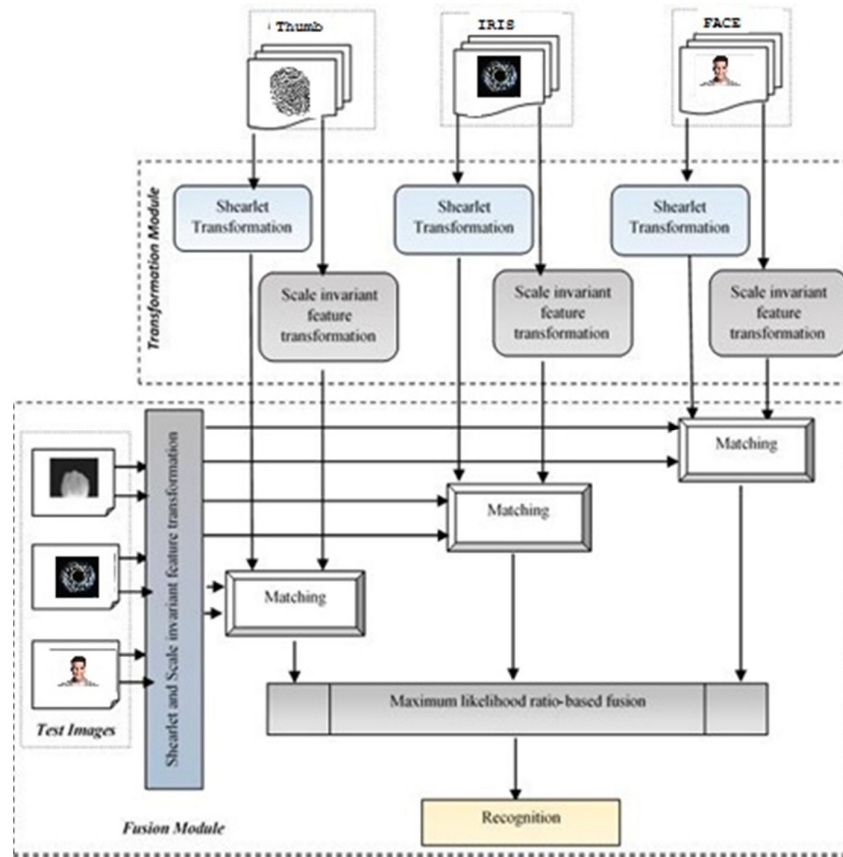 Thumb
IRIS
FACE
Transformation Module
Shearlet
Transformation
Shearlet
Transformation
Shearlet
Transformation
Scale invariant
feature
transformation
Scale invariant
feature
transformation
Scale invariant
feature
transformation
Shearlet and Scale invariant feature transformation
Matching
Matching
Matching
Maximum likelihood ratio-based fusion
Test Images
Recognition
Fusion Module